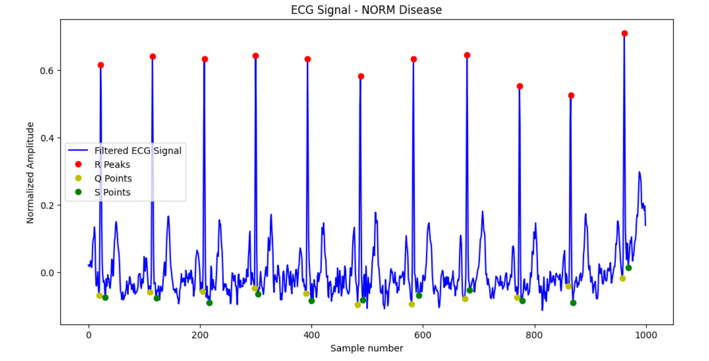 ECG Signal - NORM Disease
Normalized Amplitude
0.6
0.4
0.2
0.0
Filtered ECG Signal
R Peaks
Q Points
S Points
0
200
400
600
800
1000
Sample number